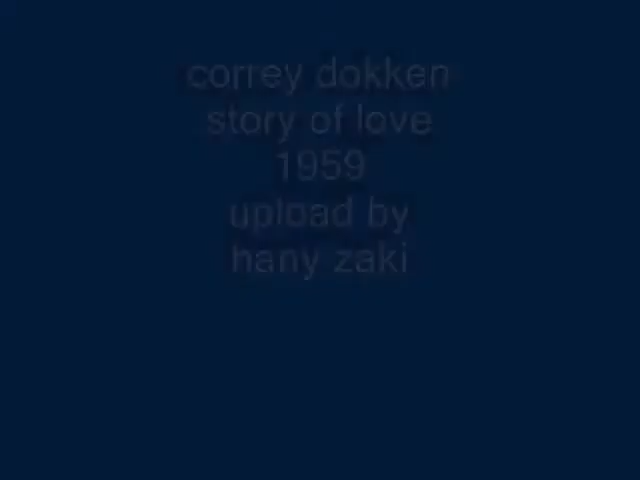 correy dokken
story of love
1959
upload by
hany zaki